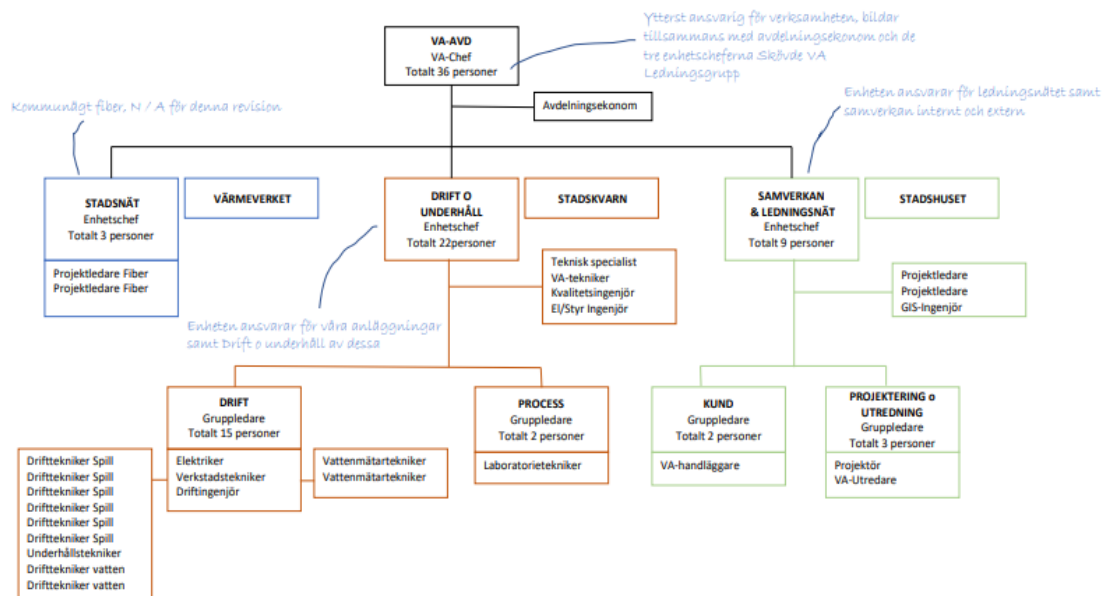 Ytterst ansvarig för verksamheten, bildar
tillsammans med avdelningsekonom och de
tre enhetscheferna Skövde VA
Ledningsgrupp
VA-AVD
VA-Chef
Totalt 36 personer
Avdelningsekonom
Kommunägt fiber, N / A för denna revision
Enheten ansvarar för ledningsnätet samt
samverkan internt och extern
STADSNÄT
Enhetschef
Totalt 3 personer
Projektledare Fiber
Projektledare Fiber
VÄRMEVERKET
DRIFT O
UNDERHÅLL
Enhetschef
Totalt 22personer
STADSKVARN
SAMVERKAN
& LEDNINGSNÄT
Enhetschef
Totalt 9 personer
STADSHUSET
Teknisk specialist
VA-tekniker
Kvalitetsingenjör
El/Styr Ingenjör
Projektledare
Projektledare
GIS-Ingenjör
Enheten ansvarar för våra anläggningar
samt Drift o underhåll av dessa
DRIFT
Gruppledare
Totalt 15 personer
Elektriker
Verkstadstekniker
Driftingenjör
PROCESS
Gruppledare
Totalt 2 personer
Laboratorietekniker
KUND
Gruppledare
Totalt 2 personer
VA-handläggare
PROJEKTERING o
UTREDNING
Gruppledare
Totalt 3 personer
Projektör
VA-Utredare
Drifttekniker Spill
Drifttekniker Spill
Drifttekniker Spill
Drifttekniker Spill
Drifttekniker Spill
Drifttekniker Spill
Underhållstekniker
Drifttekniker vatten
Drifttekniker vatten
Vattenmätartekniker
Vattenmätartekniker